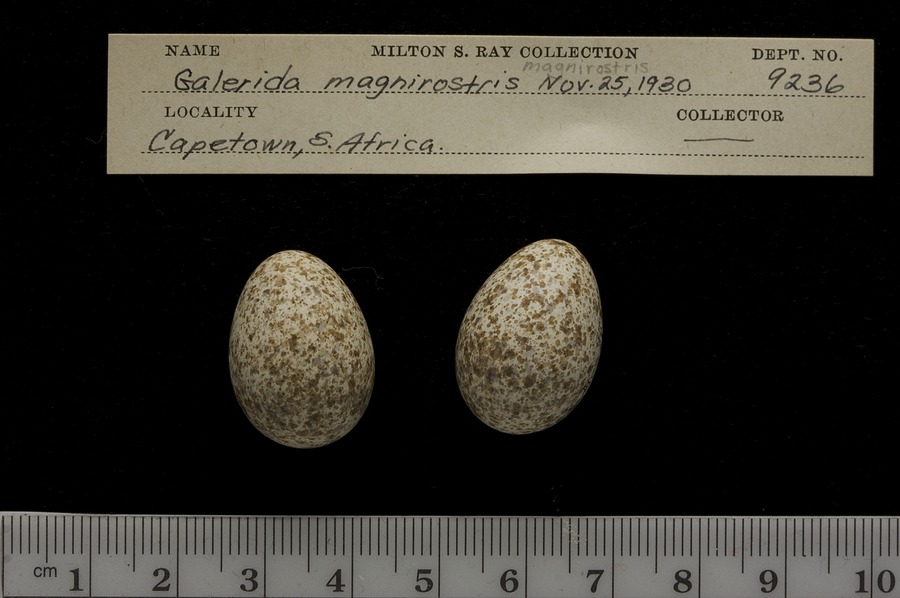 NAME MILTON S. RAY COLLECTION DEPT. NO.
magnirostris
Galerida magnirostris Nov. 25, 1930 9236
LOCALITY COLLECTOR
Capetown, S. Africa.
cm 1 2 3 4 5 6 7 8 9 10